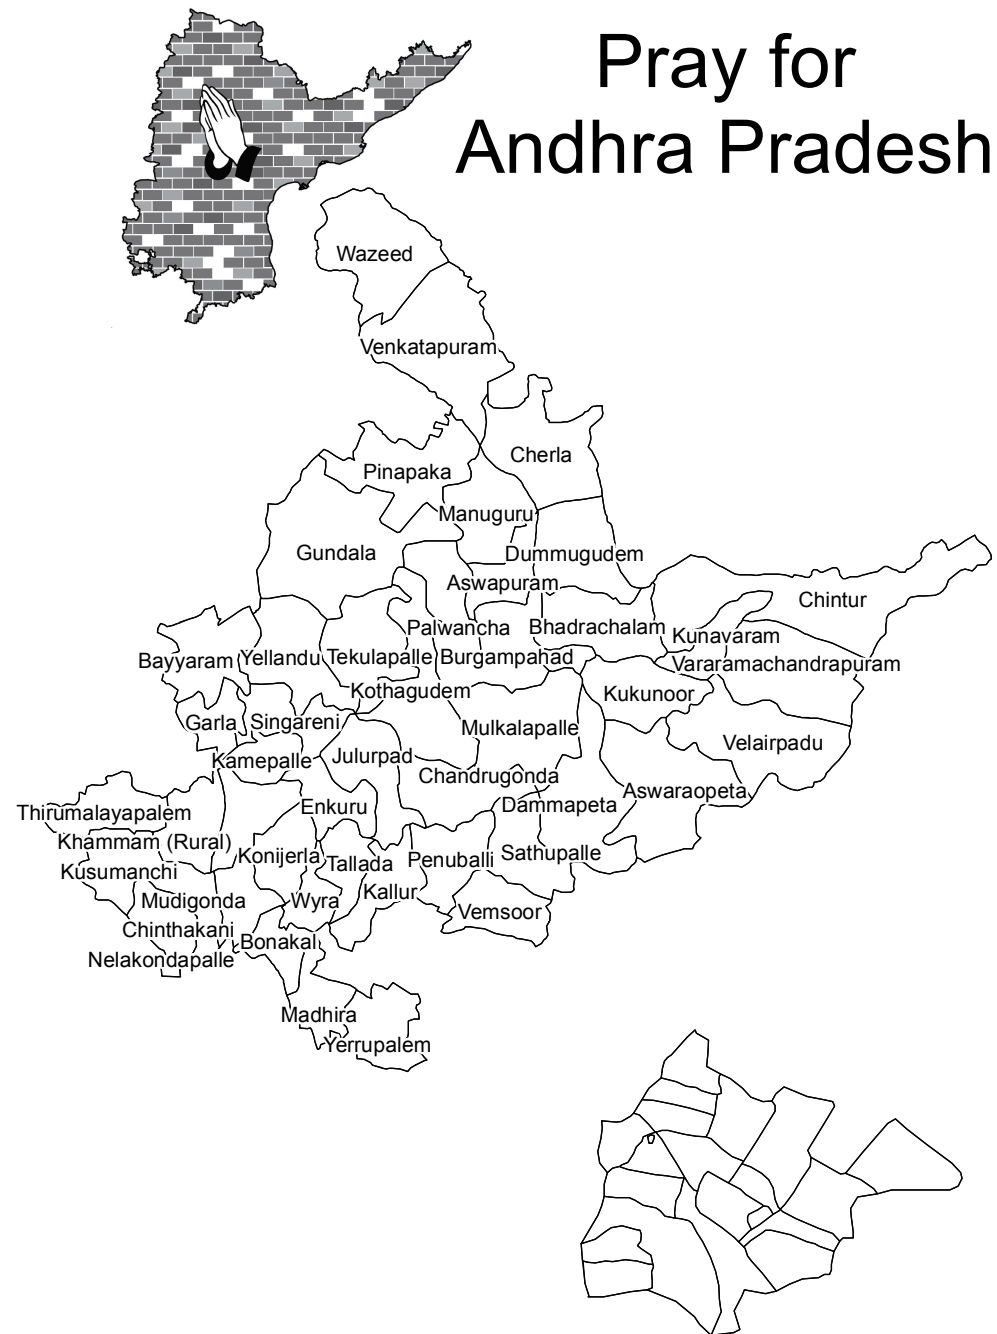 Pray for
Andhra Pradesh
Wazeed
Venkatapuram
Cherla
Pinapaka
Manuguru
Gundala
Dummugudem
Aswapuram
Chintur
Palwancha
Bhadrachalam
Kunavaram
Bayyaram
Yellandu
Tekulapalle
Burgampahad
Vararamachandrapuram
Kothagudem
Kukunoor
Garla
Singareni
Mulkalapalle
Velairpadu
Kamepalle
Julurpad
Chandrugonda
Aswaraopeta
Enkuru
Dammapeta
Thirumalayapalem
Khammam (Rural)
Konijerla
Tallada
Penuballi
Sathupalle
Kusumanchi
Kallur
Mudigonda
Wyra
Vemsoor
Chinthakani
Bonakal
Nelakondapalle
Madhira
Yerrupalem